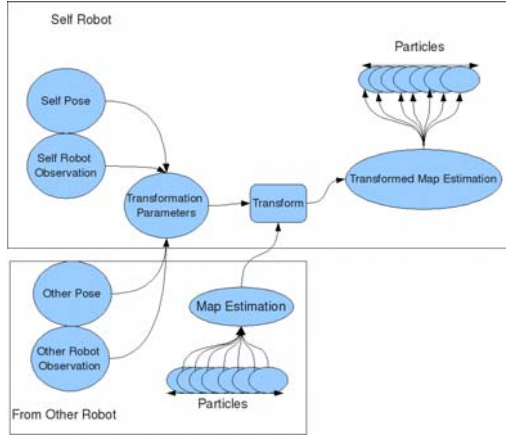 Self Robot
Particles
Self Pose
Self Robot
Observation
Transformation
Parameters
Transform
Transformed Map Estimation
Other Pose
Map Estimation
Other Robot
Observation
Particles
From Other Robot